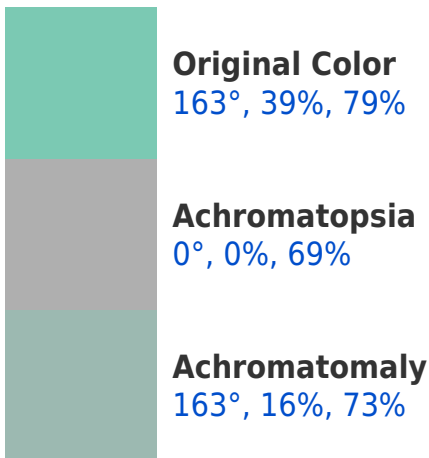 Original Color
163°, 39%, 79%
Achromatopsia
0°, 0%, 69%
Achromatomaly
163°, 16%, 73%